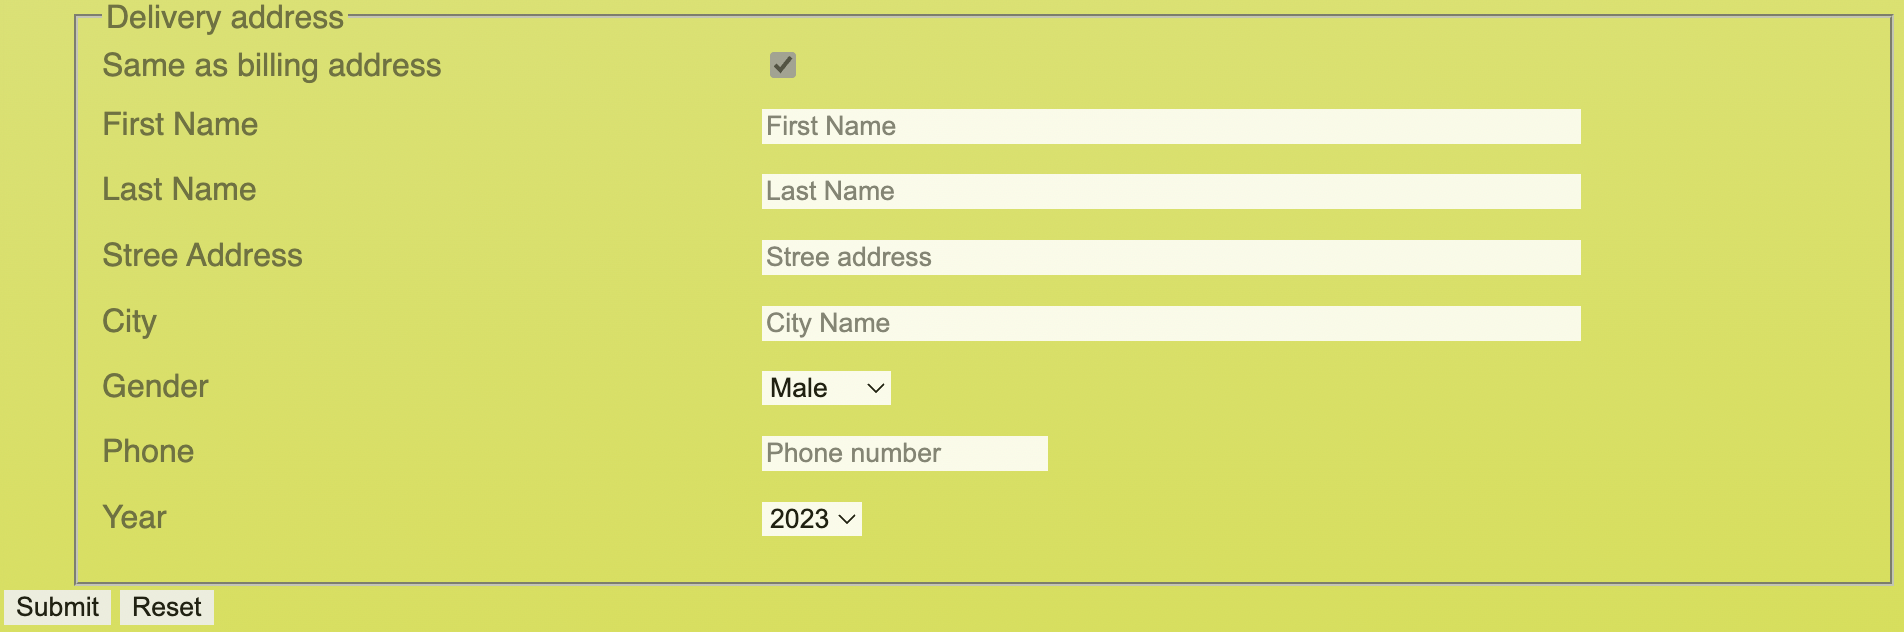 Delivery address
Same as billing address
First Name First Name
Last Name Last Name
Stree Address Stree address
City City Name
Gender Male
Phone Phone number
Year 2023
Submit Reset